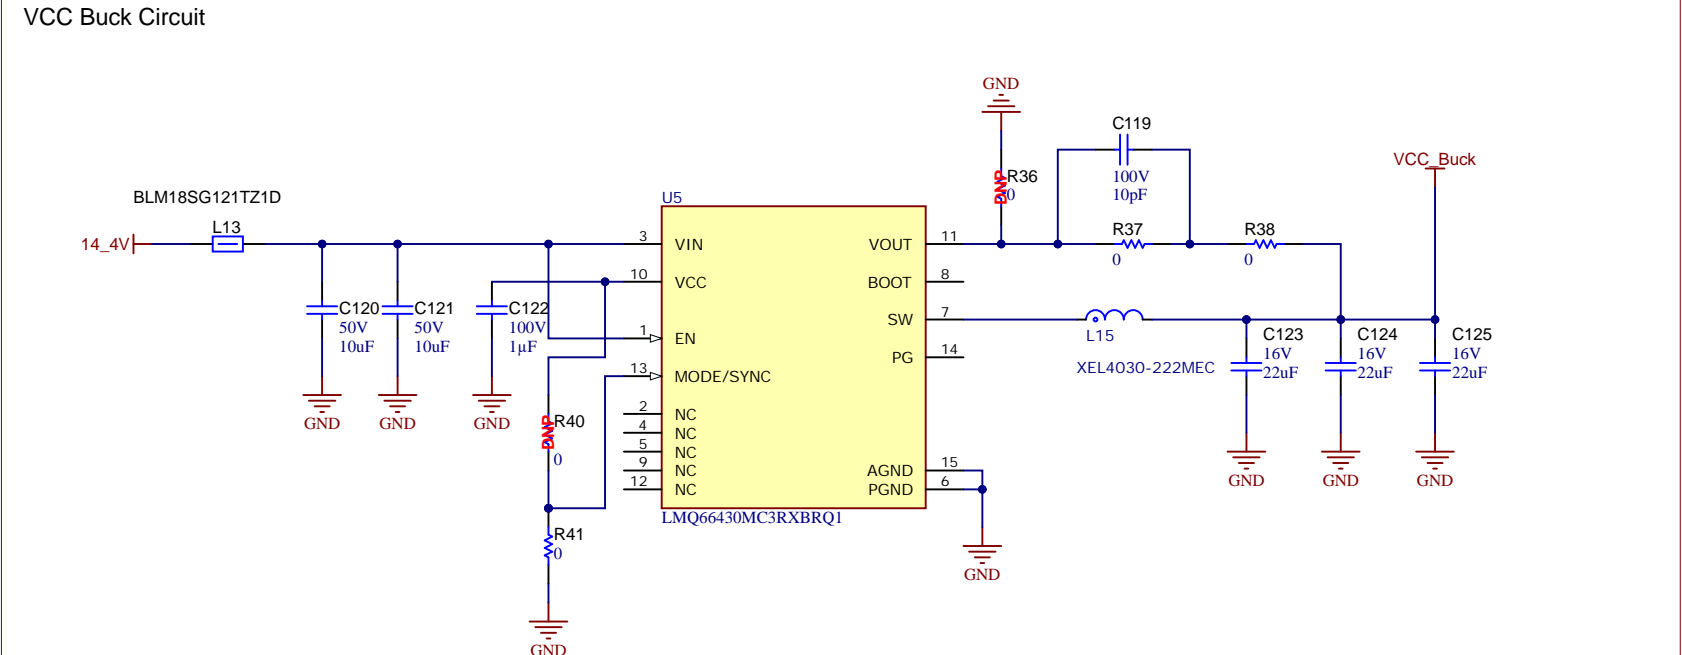 VCC Buck Circuit
GND
C119
100V
10pF
VCC_Buck
BLM18SG121TZ1D
L13
14_4V
DNP
R36
0
U5
3
VIN
VOUT
11
R37
0
R38
0
10
VCC
BOOT
8
C120
50V
10uF
C121
50V
10uF
C122
100V
1µF
1
EN
SW
7
L15
XEL4030-222MEC
C123
16V
22uF
C124
16V
22uF
C125
16V
22uF
PG
14
13
MODE/SYNC
GND
GND
GND
DNP
R40
0
2
NC
4
NC
5
NC
9
NC
12
NC
AGND
15
PGND
6
GND
GND
GND
LMQ66430MC3RXBRQ1
R41
0
GND
GND